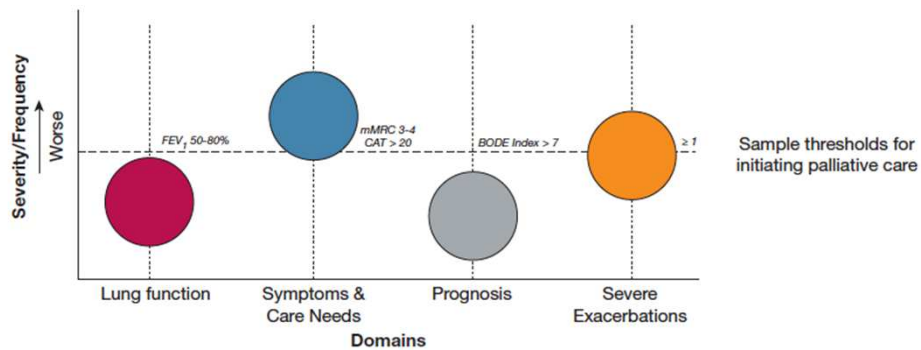 Severity/Frequency
Worse
FEV1 50-80%
mMRC 3-4
CAT > 20
BODE Index > 7
≥ 1
Sample thresholds for
initiating palliative care
Lung function
Symptoms &
Care Needs
Prognosis
Severe
Exacerbations
Domains